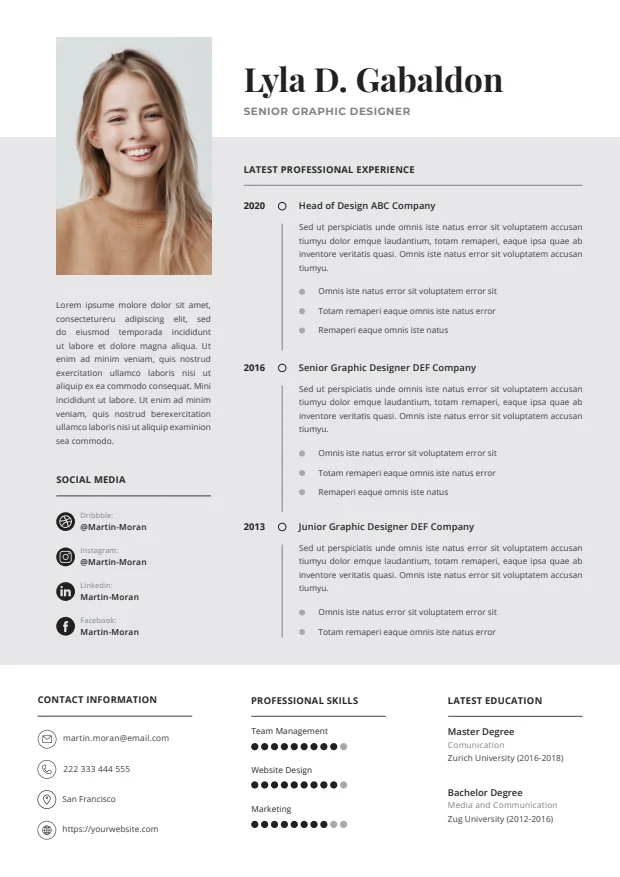 Lyla D. Gabaldon
SENIOR GRAPHIC DESIGNER
Lorem ipsume molore dolor sit amet,
consectetureru adipiscing elit, sed
do eiusmod temporada incididunt
ut labore et dolore magna aliqua. Ut
enim ad minim veniam, quis nostrud
exercitation ullamco laboris nisi ut
aliquip ex ea commodo consequat. Mini
incididunt ut labore. Ut enim ad minim
veniam, quis nostrud berexercitation
ullamco laboris nisi ut aliquip examinion
sea commodo.
SOCIAL MEDIA
Dribbble:
@Martin-Moran
Instagram:
@Martin-Moran
Linkedin:
Martin-Moran
Facebook:
Martin-Moran
LATEST PROFESSIONAL EXPERIENCE
2020 Head of Design ABC Company
Sed ut perspiciatis unde omnis iste natus error sit voluptatem accusan
tiumyu dolor emque laudantium, totam remaperi, eaque ipsa quae ab
inventore veritatis quasi. Omnis iste natus error sit voluptatem accusan
tiumyu.
Omnis iste natus error sit voluptatem error sit
Totam remaperi eaque omnis iste natus error
Remaperi eaque omnis iste natus
2016 Senior Graphic Designer DEF Company
Sed ut perspiciatis unde omnis iste natus error sit voluptatem accusan
tiumyu dolor emque laudantium, totam remaperi, eaque ipsa quae ab
inventore veritatis quasi. Omnis iste natus error sit voluptatem accusan
tiumyu.
Omnis iste natus error sit voluptatem error sit
Totam remaperi eaque omnis iste natus error
Remaperi eaque omnis iste natus
2013 Junior Graphic Designer DEF Company
Sed ut perspiciatis unde omnis iste natus error sit voluptatem accusan
tiumyu dolor emque laudantium, totam remaperi, eaque ipsa quae ab
inventore veritatis quasi. Omnis iste natus error sit voluptatem accusan
tiumyu.
Omnis iste natus error sit voluptatem error sit
Totam remaperi eaque omnis iste natus error
CONTACT INFORMATION
martin.moran@email.com
222 333 444 555
San Francisco
https://yourwebsite.com
PROFESSIONAL SKILLS
Team Management
Website Design
Marketing
LATEST EDUCATION
Master Degree
Comunication
Zurich University (2016-2018)
Bachelor Degree
Media and Communication
Zug University (2012-2016)